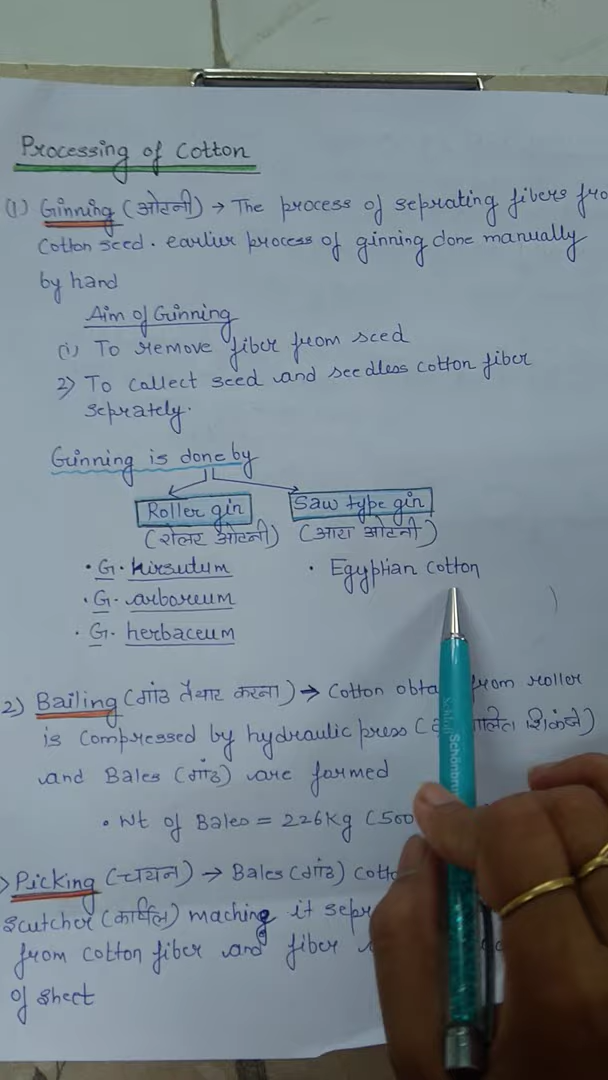 Processing of Cotton
(1) Ginning (ओटनी) → The process of seprating fibers fro
Cotton seed. earlier process of ginning done manually
by hand
Aim of Ginning
(i) To remove fiber from seed
2) To collect seed and seedless cotton fiber
seprately.
Ginning is done by
Roller gin
Saw type gin
(रोलर ओटनी)
(आरा ओटनी)
• G. hirsutum
• Egyptian cotton
• G. arboreum
• G. herbaceum
2) Bailing (गांठ तैयार करना) → Cotton obta from roller
is compressed by hydraulic press ( शिकंजे)
and Bales (गांठ) are formed
• Wt of Bales = 226Kg (500
) Picking (चयन) → Bales (गांठ) cott
Scutcher ( ) maching it sepr
from cotton fiber and fiber
of sheet
Schönbrun